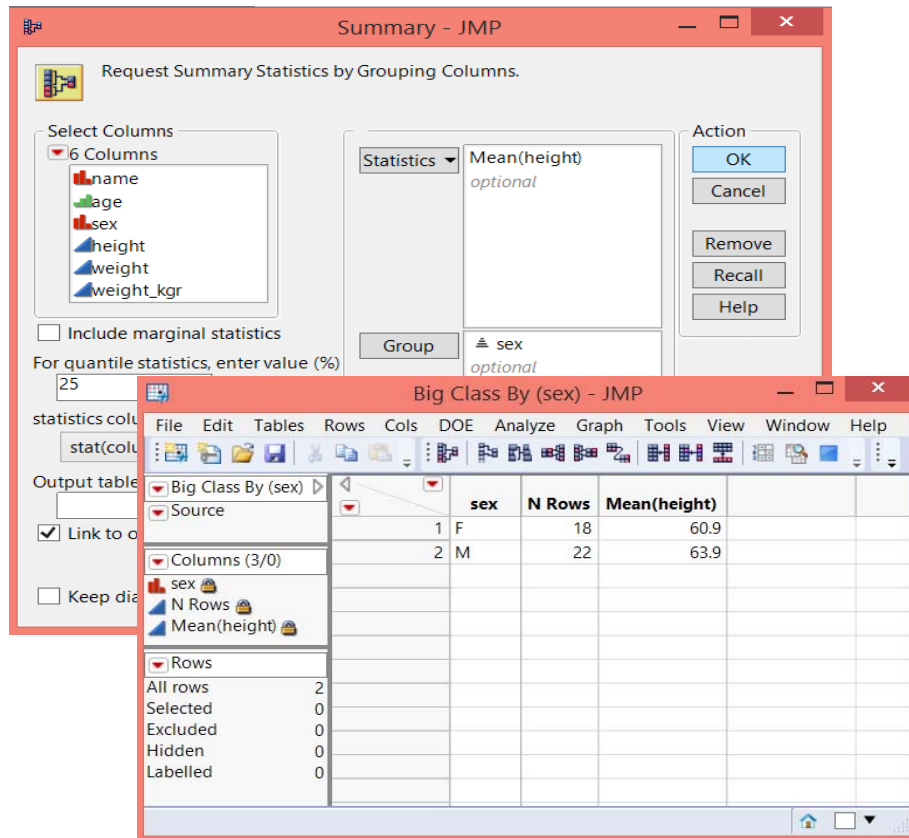 Summary - JMP
Request Summary Statistics by Grouping Columns.
Select Columns
6 Columns
name
age
sex
height
weight
weight_kgr
Include marginal statistics
For quantile statistics, enter value (%)
25
statistics colu
stat(colu
Output table
Link to o
Keep dia
Statistics
Mean(height)
optional
Group
sex
optional
Action
OK
Cancel
Remove
Recall
Help
Big Class By (sex) - JMP
File Edit Tables Rows Cols DOE Analyze Graph Tools View Window Help
Big Class By (sex)
Source
Columns (3/0)
sex
N Rows
Mean(height)
Rows
All rows 2
Selected 0
Excluded 0
Hidden 0
Labelled 0
sex N Rows Mean(height)
1 F 18 60.9
2 M 22 63.9